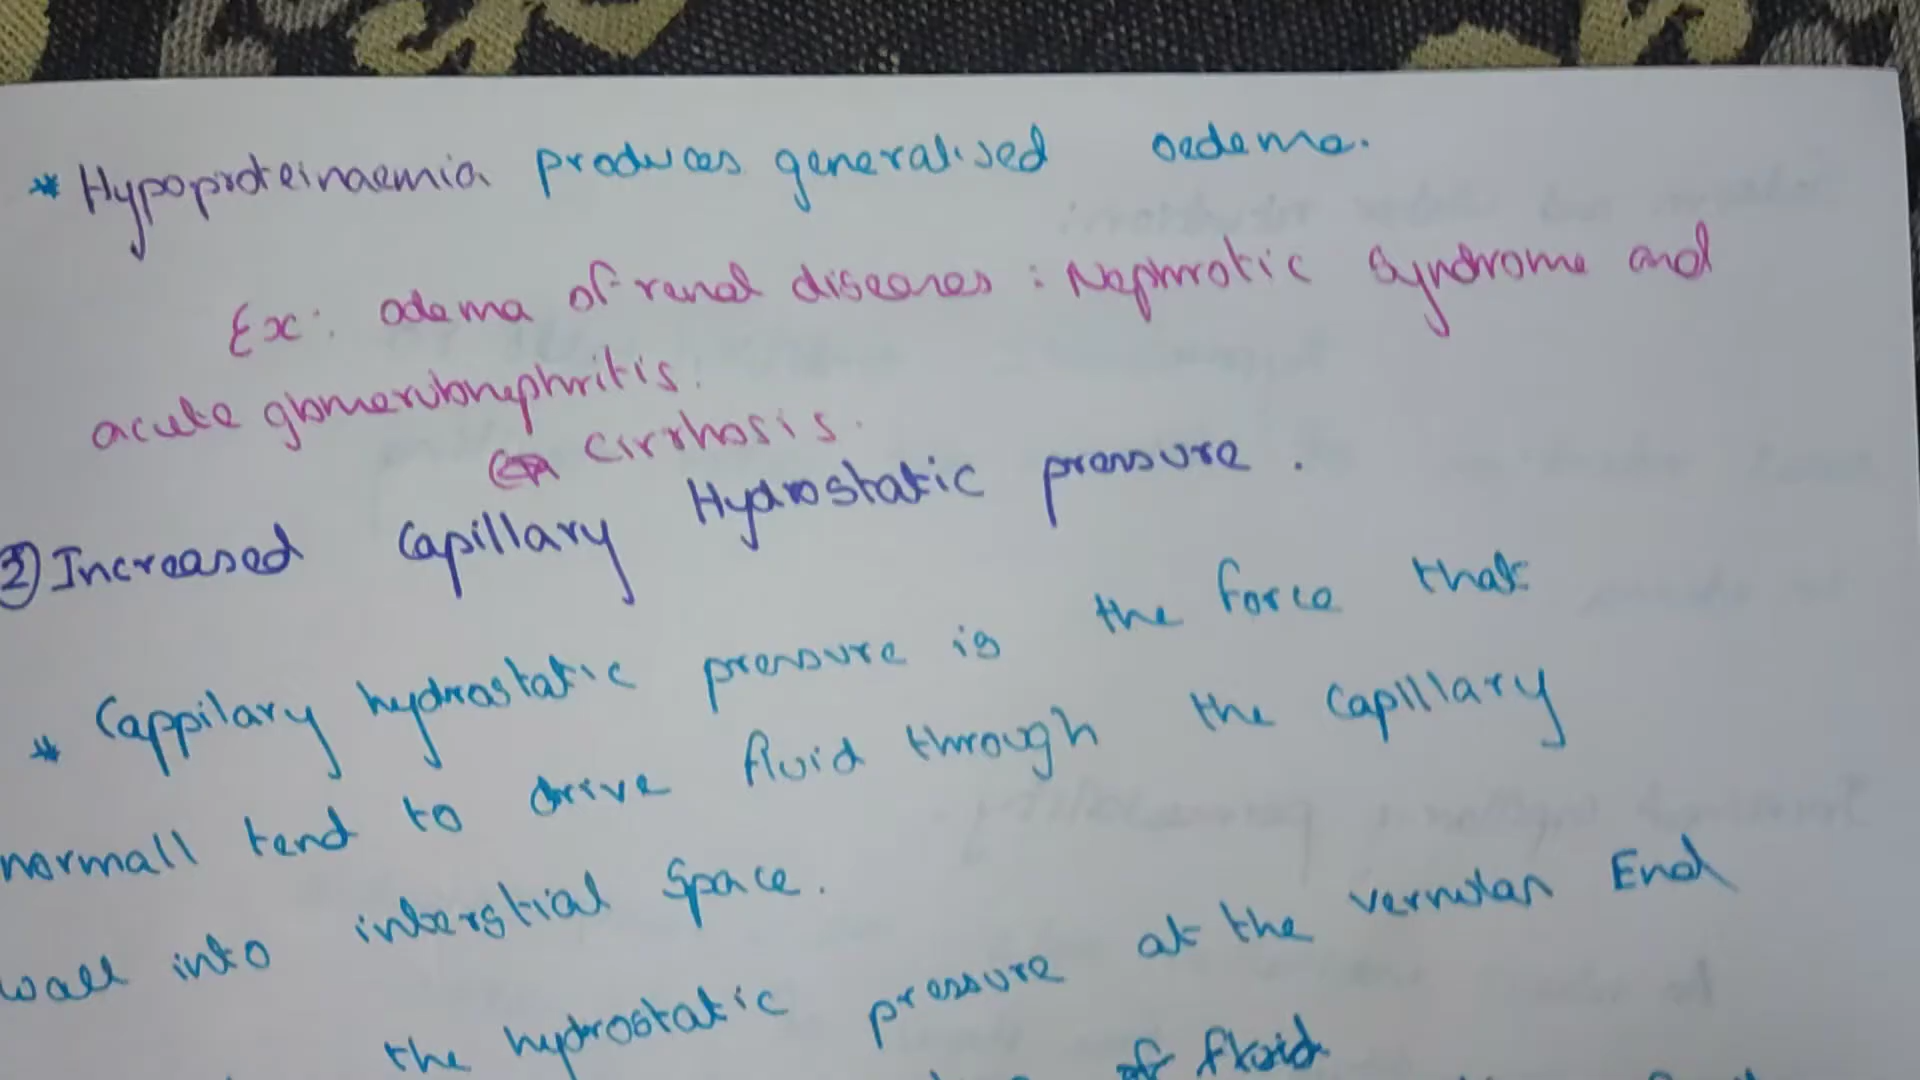 * Hypoproteinaemia produces generalised oedema.
Ex: odema of renal diseases : Nephrotic syndrome and
acute glomerulonephritis.
cirrhosis.
2) Increased Capillary Hydrostatic pressure.
* Cappilary hydrostatic pressure is the force that
normall tend to drive fluid through the capillary
wall into interstial space.
the hydrostatic pressure at the End
of fluid